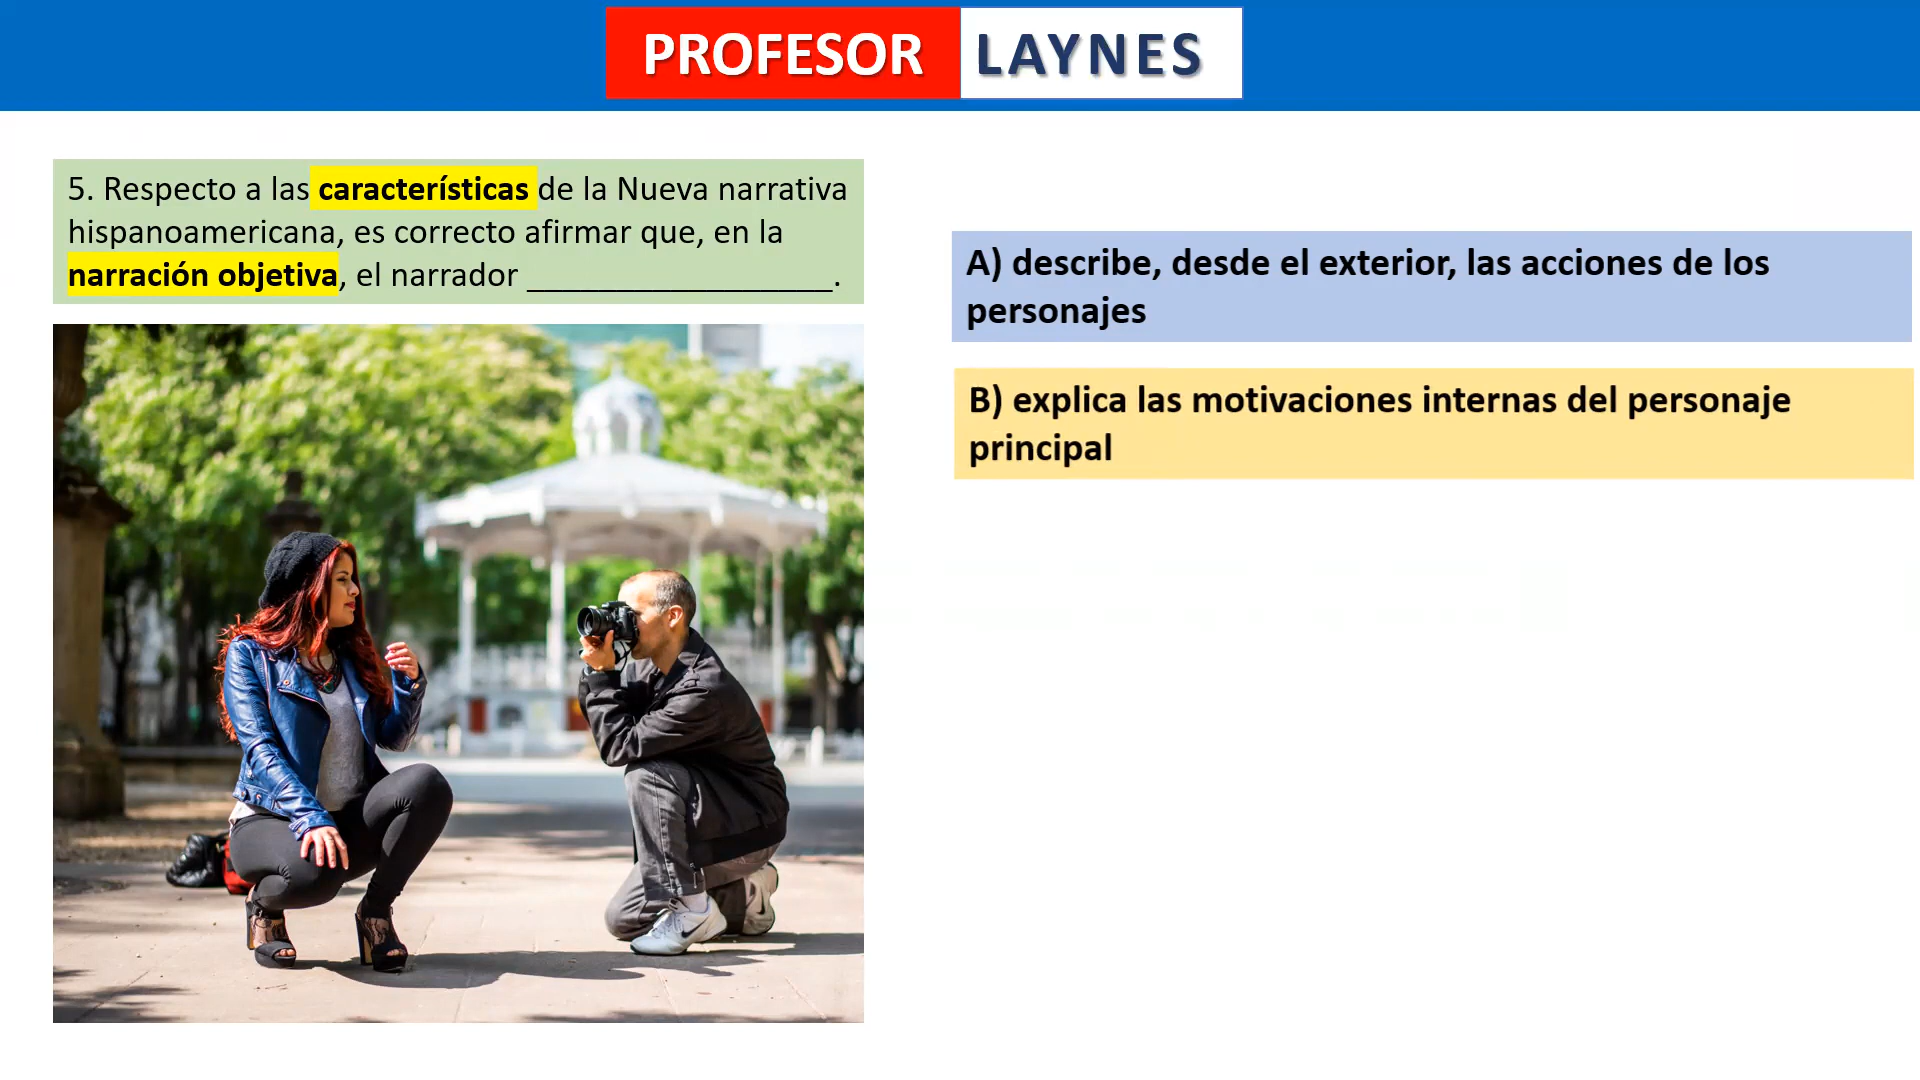 PROFESOR LAYNES
5. Respecto a las características de la Nueva narrativa
hispanoamericana, es correcto afirmar que, en la
narración objetiva, el narrador __________________.
A) describe, desde el exterior, las acciones de los
personajes
B) explica las motivaciones internas del personaje
principal